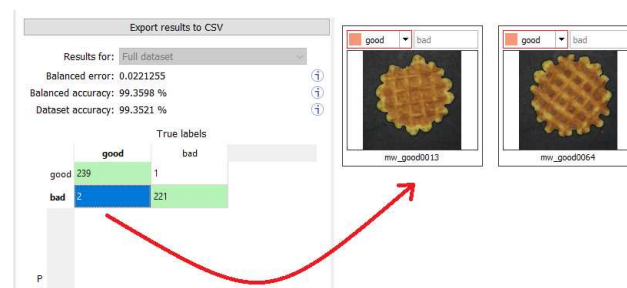 Export results to CSV
Results for: Full dataset
Balanced error: 0.0221255
Balanced accuracy: 99.3598 %
Dataset accuracy: 99.3521 %
True labels
good bad
good 239 1
bad 2 221
P
good bad
mw_good0013
good bad
mw_good0064